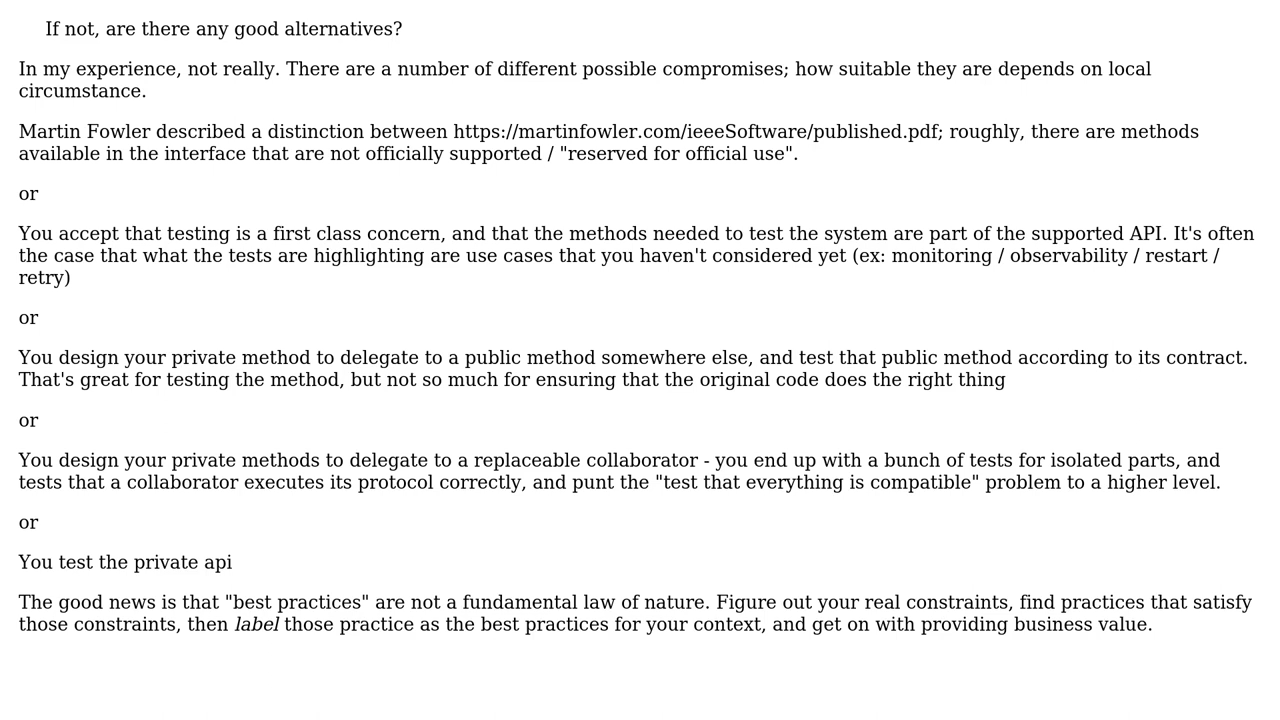 If not, are there any good alternatives?
In my experience, not really. There are a number of different possible compromises; how suitable they are depends on local
circumstance.
Martin Fowler described a distinction between https://martinfowler.com/ieeeSoftware/published.pdf; roughly, there are methods
available in the interface that are not officially supported / "reserved for official use".
or
You accept that testing is a first class concern, and that the methods needed to test the system are part of the supported API. It's often
the case that what the tests are highlighting are use cases that you haven't considered yet (ex: monitoring / observability / restart /
retry)
or
You design your private method to delegate to a public method somewhere else, and test that public method according to its contract.
That's great for testing the method, but not so much for ensuring that the original code does the right thing
or
You design your private methods to delegate to a replaceable collaborator - you end up with a bunch of tests for isolated parts, and
tests that a collaborator executes its protocol correctly, and punt the "test that everything is compatible" problem to a higher level.
or
You test the private api
The good news is that "best practices" are not a fundamental law of nature. Figure out your real constraints, find practices that satisfy
those constraints, then label those practice as the best practices for your context, and get on with providing business value.